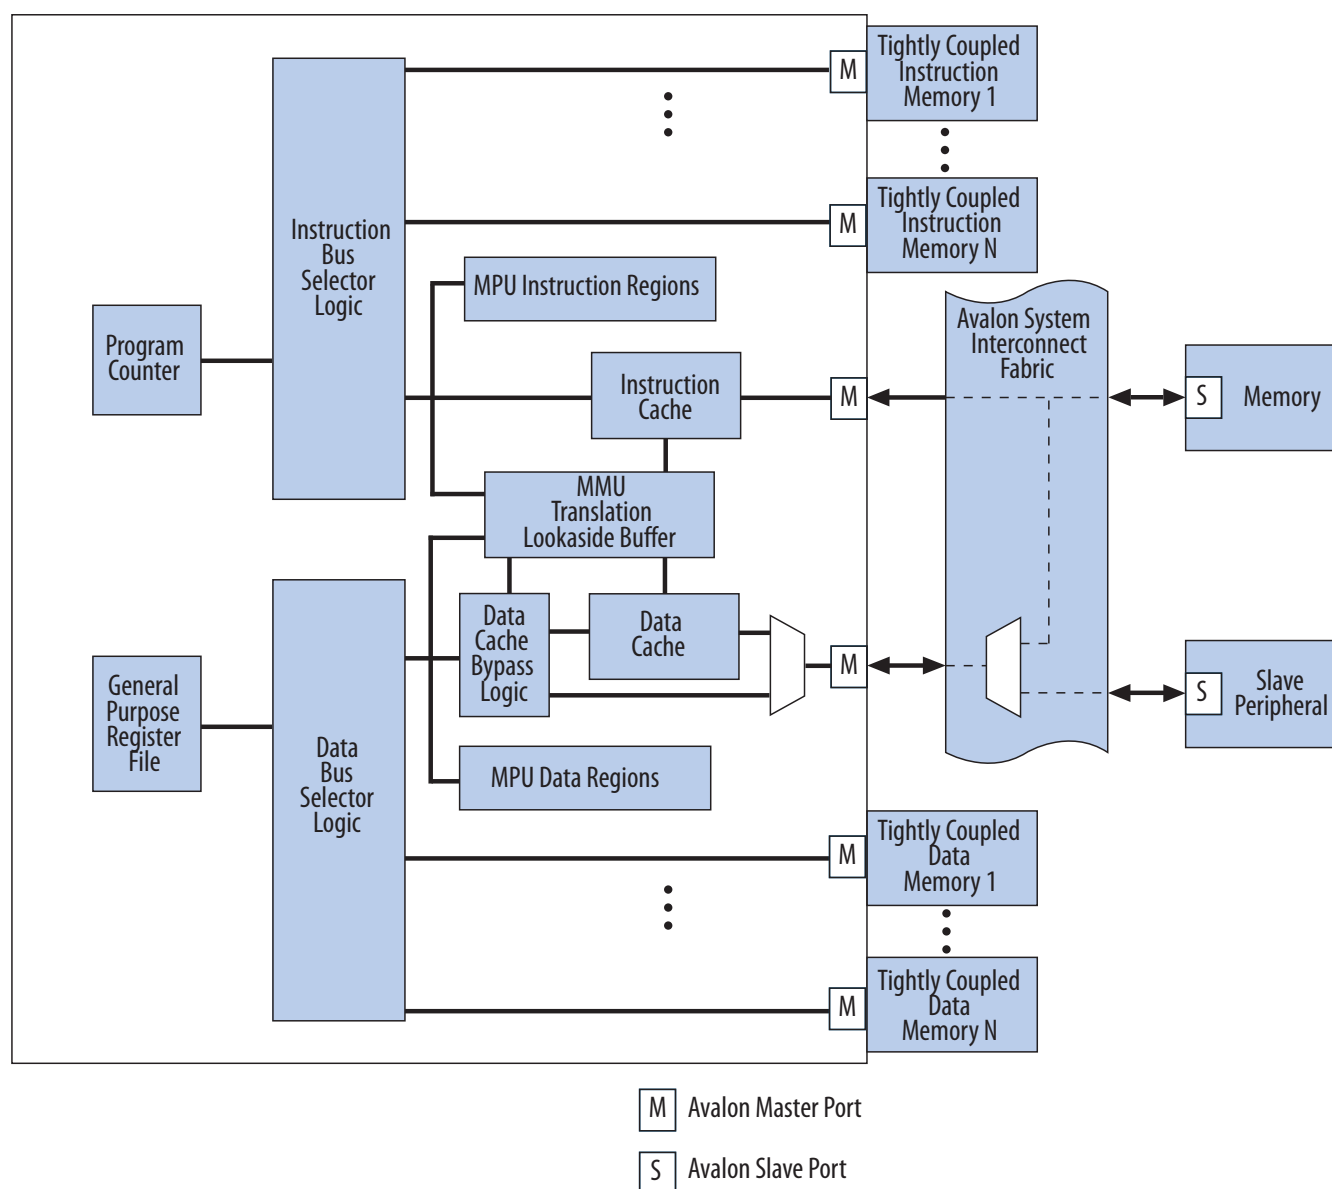 Tightly Coupled
Instruction
Memory 1
M
Tightly Coupled
Instruction
Memory N
M
Instruction
Bus
Selector
Logic
MPU Instruction Regions
Program
Counter
Avalon System
Interconnect
Fabric
Instruction
Cache
M
S
Memory
MMU
Translation
Lookaside Buffer
Data
Cache
Bypass
Logic
Data
Cache
M
General
Purpose
Register
File
S
Slave
Peripheral
Data
Bus
Selector
Logic
MPU Data Regions
M
Tightly Coupled
Data
Memory 1
M
Tightly Coupled
Data
Memory N
M
Avalon Master Port
S
Avalon Slave Port